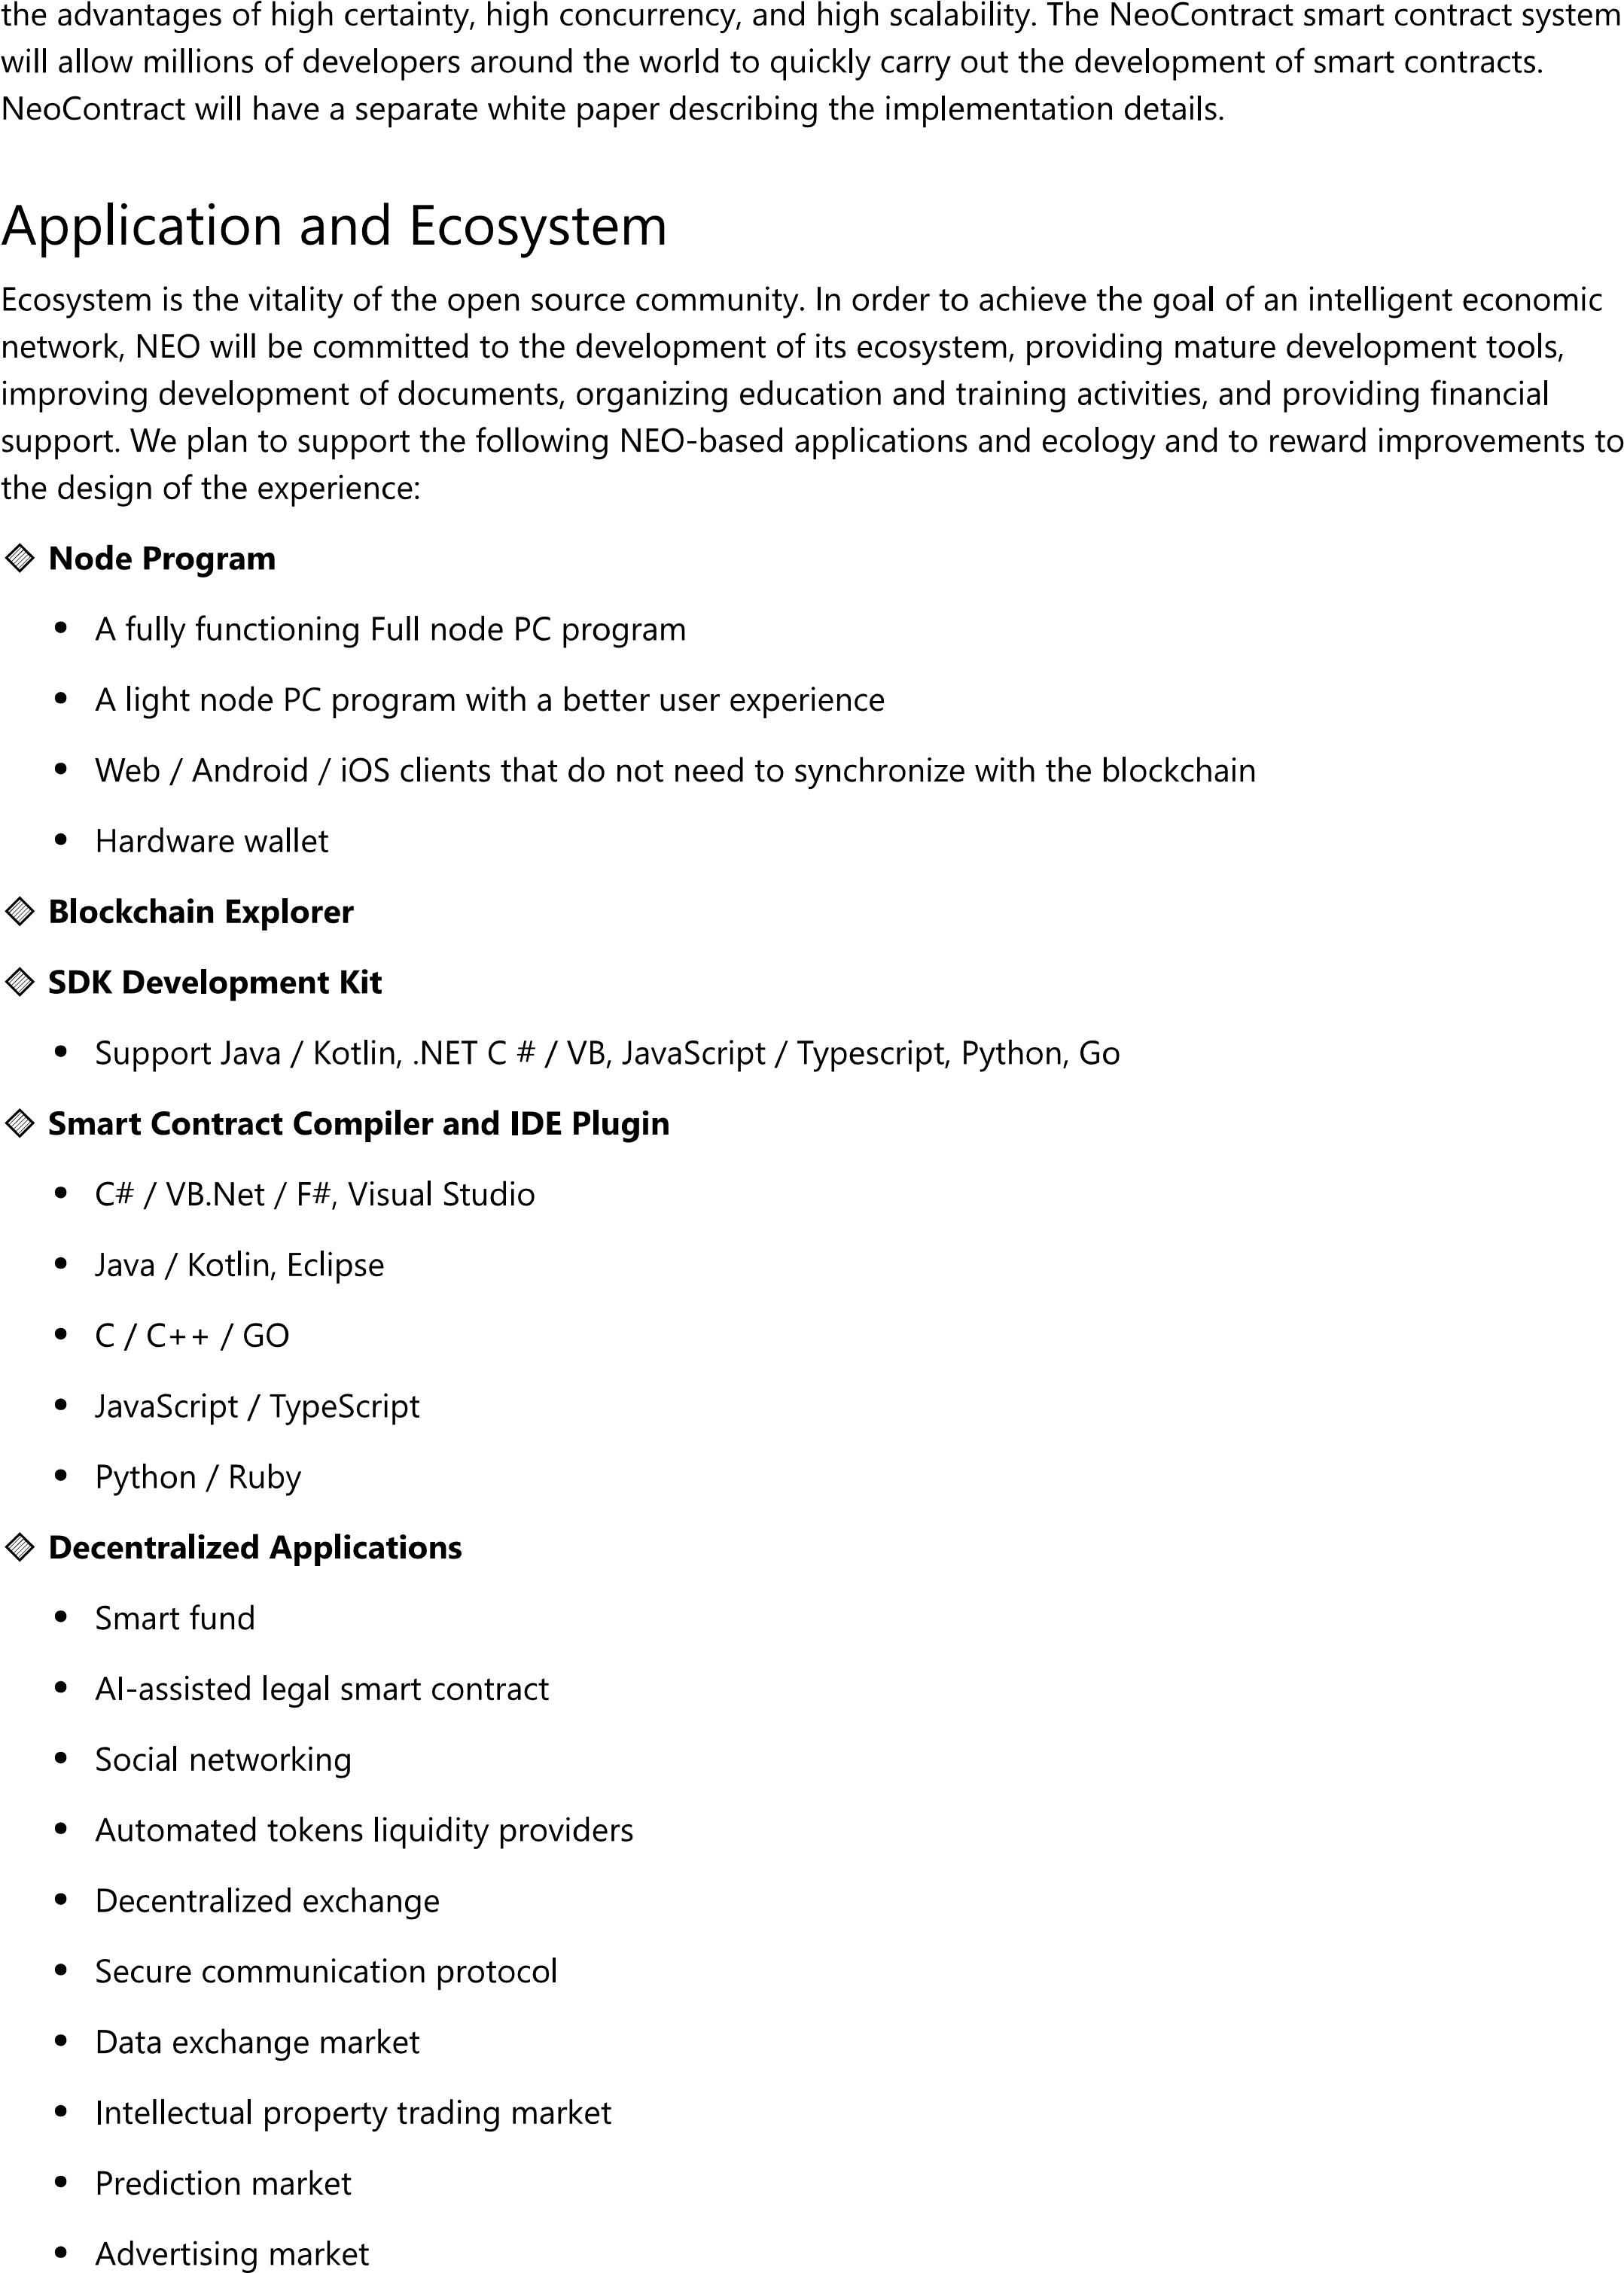 the advantages of high certainty, high concurrency, and high scalability. The NeoContract smart contract system
will allow millions of developers around the world to quickly carry out the development of smart contracts.
NeoContract will have a separate white paper describing the implementation details.
Application and Ecosystem
Ecosystem is the vitality of the open source community. In order to achieve the goal of an intelligent economic
network, NEO will be committed to the development of its ecosystem, providing mature development tools,
improving development of documents, organizing education and training activities, and providing financial
support. We plan to support the following NEO-based applications and ecology and to reward improvements to
the design of the experience:
Node Program
• A fully functioning Full node PC program
• A light node PC program with a better user experience
• Web / Android / iOS clients that do not need to synchronize with the blockchain
• Hardware wallet
Blockchain Explorer
SDK Development Kit
• Support Java / Kotlin, .NET C # / VB, JavaScript / Typescript, Python, Go
Smart Contract Compiler and IDE Plugin
• C# / VB.Net / F#, Visual Studio
• Java / Kotlin, Eclipse
• C / C++ / GO
• JavaScript / TypeScript
• Python / Ruby
Decentralized Applications
• Smart fund
• AI-assisted legal smart contract
• Social networking
• Automated tokens liquidity providers
• Decentralized exchange
• Secure communication protocol
• Data exchange market
• Intellectual property trading market
• Prediction market
• Advertising market